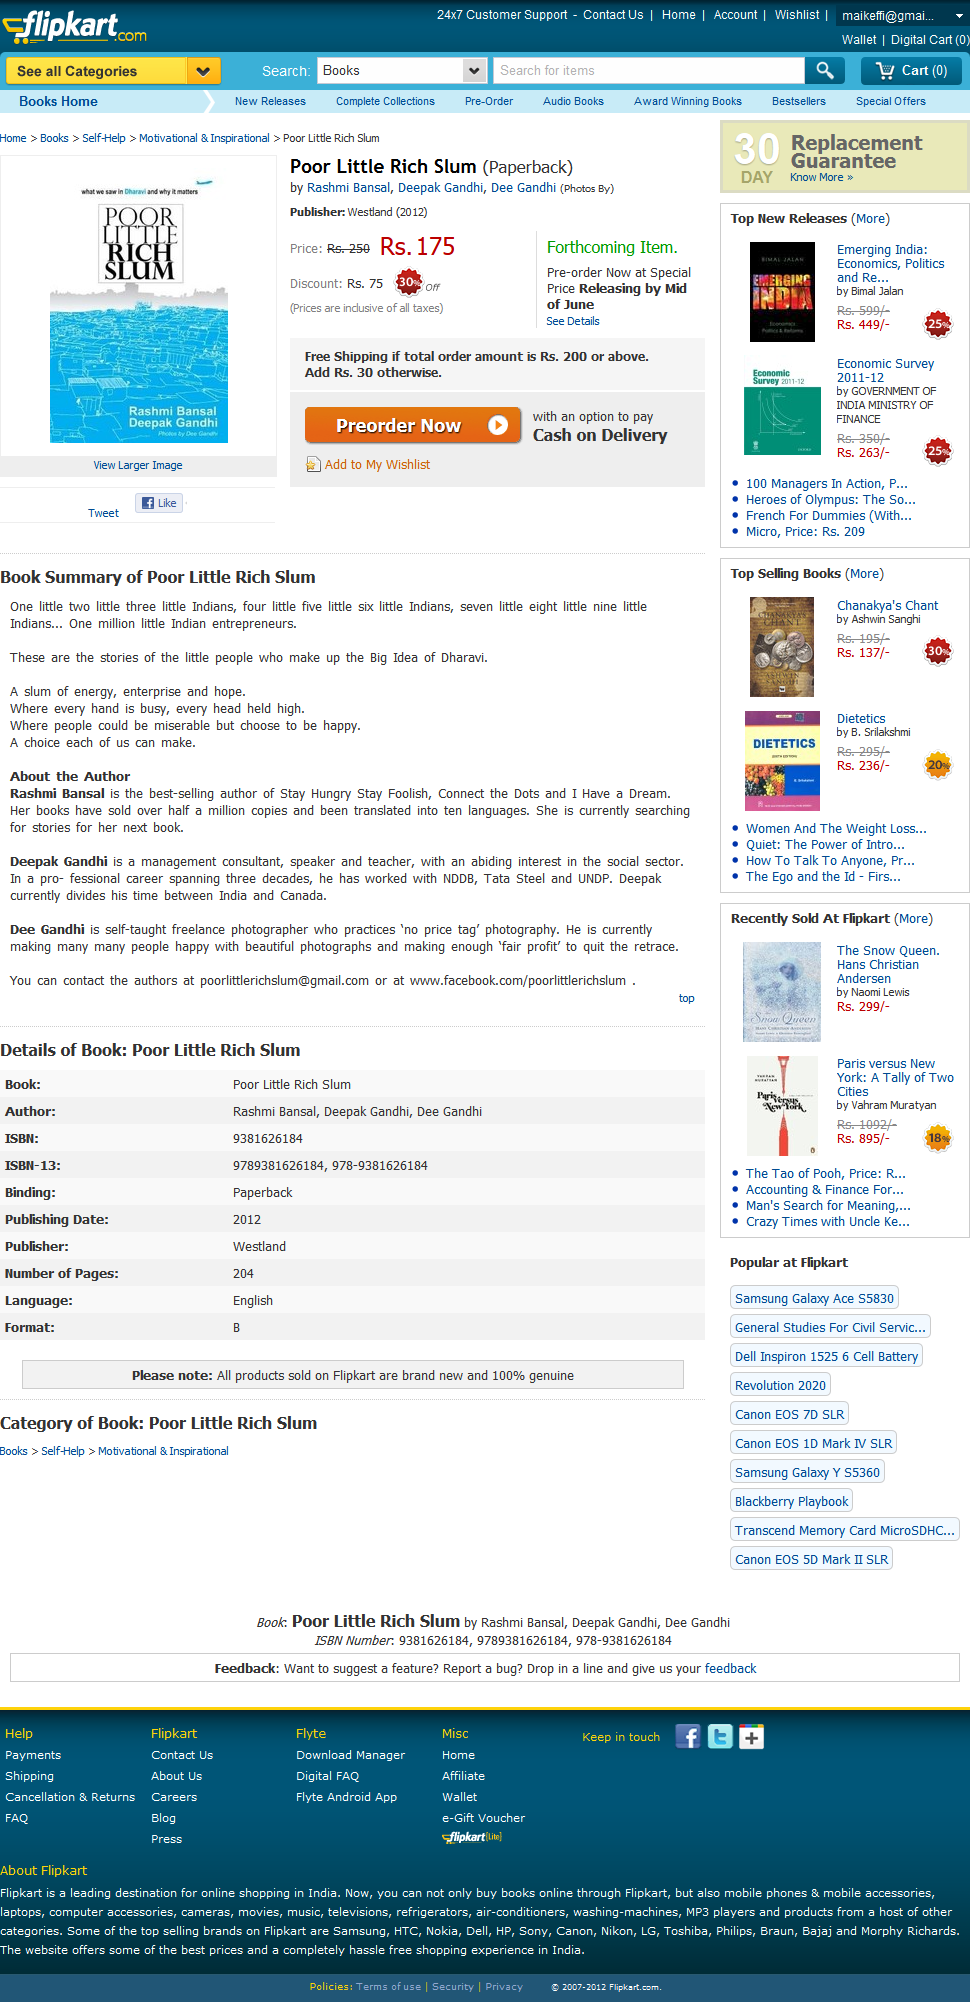 flipkart.com
24x7 Customer Support - Contact Us | Home | Account | Wishlist | maikeffi@gmai...
Wallet | Digital Cart (0)
See all Categories
Search: Books
Search for items
Cart (0)
Books Home
New Releases Complete Collections Pre-Order Audio Books Award Winning Books Bestsellers Special Offers
Home > Books > Self-Help > Motivational & Inspirational > Poor Little Rich Slum
what we saw in Dharavi and why it matters
POOR
LITTLE
RICH
SLUM
Rashmi Bansal
Deepak Gandhi
Photos by Dee Gandhi
View Larger Image
Tweet
Like
Poor Little Rich Slum (Paperback)
by Rashmi Bansal, Deepak Gandhi, Dee Gandhi (Photos By)
Publisher: Westland (2012)
Price: Rs. 250 Rs. 175
Discount: Rs. 75 30% Off
(Prices are inclusive of all taxes)
Forthcoming Item.
Pre-order Now at Special
Price Releasing by Mid
of June
See Details
Free Shipping if total order amount is Rs. 200 or above.
Add Rs. 30 otherwise.
Preorder Now
with an option to pay
Cash on Delivery
Add to My Wishlist
Book Summary of Poor Little Rich Slum
One little two little three little Indians, four little five little six little Indians, seven little eight little nine little
Indians... One million little Indian entrepreneurs.
These are the stories of the little people who make up the Big Idea of Dharavi.
A slum of energy, enterprise and hope.
Where every hand is busy, every head held high.
Where people could be miserable but choose to be happy.
A choice each of us can make.
About the Author
Rashmi Bansal is the best-selling author of Stay Hungry Stay Foolish, Connect the Dots and I Have a Dream.
Her books have sold over half a million copies and been translated into ten languages. She is currently searching
for stories for her next book.
Deepak Gandhi is a management consultant, speaker and teacher, with an abiding interest in the social sector.
In a pro- fessional career spanning three decades, he has worked with NDDB, Tata Steel and UNDP. Deepak
currently divides his time between India and Canada.
Dee Gandhi is self-taught freelance photographer who practices ‘no price tag’ photography. He is currently
making many many people happy with beautiful photographs and making enough ‘fair profit’ to quit the retrace.
You can contact the authors at poorlittlerichslum@gmail.com or at www.facebook.com/poorlittlerichslum .
top
Details of Book: Poor Little Rich Slum
Book: Poor Little Rich Slum
Author: Rashmi Bansal, Deepak Gandhi, Dee Gandhi
ISBN: 9381626184
ISBN-13: 9789381626184, 978-9381626184
Binding: Paperback
Publishing Date: 2012
Publisher: Westland
Number of Pages: 204
Language: English
Format: B
Please note: All products sold on Flipkart are brand new and 100% genuine
Category of Book: Poor Little Rich Slum
Books > Self-Help > Motivational & Inspirational
30
DAY
Replacement
Guarantee
Know More »
Top New Releases (More)
BIMAL JALAN
EMERGING
INDIA
Emerging India:
Economics, Politics
and Re...
by Bimal Jalan
Rs. 599/-
Rs. 449/-
25%
Economic
Survey 2011-12
Economic Survey
2011-12
by GOVERNMENT OF
INDIA MINISTRY OF
FINANCE
Rs. 350/-
Rs. 263/-
25%
100 Managers In Action, P...
Heroes of Olympus: The So...
French For Dummies (With...
Micro, Price: Rs. 209
Top Selling Books (More)
CHANAKYA'S
CHANT
Chanakya's Chant
by Ashwin Sanghi
Rs. 195/-
Rs. 137/-
30%
DIETETICS
Dietetics
by B. Srilakshmi
Rs. 295/-
Rs. 236/-
20%
Women And The Weight Loss...
Quiet: The Power of Intro...
How To Talk To Anyone, Pr...
The Ego and the Id - Firs...
Recently Sold At Flipkart (More)
Snow Queen
The Snow Queen.
Hans Christian
Andersen
by Naomi Lewis
Rs. 299/-
VAHRAM
MURATYAN
Paris versus
New York
Paris versus New
York: A Tally of Two
Cities
by Vahram Muratyan
Rs. 1092/-
Rs. 895/-
18%
The Tao of Pooh, Price: R...
Accounting & Finance For...
Man's Search for Meaning,...
Crazy Times with Uncle Ke...
Popular at Flipkart
Samsung Galaxy Ace S5830
General Studies For Civil Servic...
Dell Inspiron 1525 6 Cell Battery
Revolution 2020
Canon EOS 7D SLR
Canon EOS 1D Mark IV SLR
Samsung Galaxy Y S5360
Blackberry Playbook
Transcend Memory Card MicroSDHC...
Canon EOS 5D Mark II SLR
Book: Poor Little Rich Slum by Rashmi Bansal, Deepak Gandhi, Dee Gandhi
ISBN Number: 9381626184, 9789381626184, 978-9381626184
Feedback: Want to suggest a feature? Report a bug? Drop in a line and give us your feedback
Help
Payments
Shipping
Cancellation & Returns
FAQ
Flipkart
Contact Us
About Us
Careers
Blog
Press
Flyte
Download Manager
Digital FAQ
Flyte Android App
Misc
Home
Affiliate
Wallet
e-Gift Voucher
flipkart[lite]
Keep in touch
About Flipkart
Flipkart is a leading destination for online shopping in India. Now, you can not only buy books online through Flipkart, but also mobile phones & mobile accessories,
laptops, computer accessories, cameras, movies, music, televisions, refrigerators, air-conditioners, washing-machines, MP3 players and products from a host of other
categories. Some of the top selling brands on Flipkart are Samsung, HTC, Nokia, Dell, HP, Sony, Canon, Nikon, LG, Toshiba, Philips, Braun, Bajaj and Morphy Richards.
The website offers some of the best prices and a completely hassle free shopping experience in India.
Policies: Terms of use | Security | Privacy © 2007-2012 Flipkart.com.